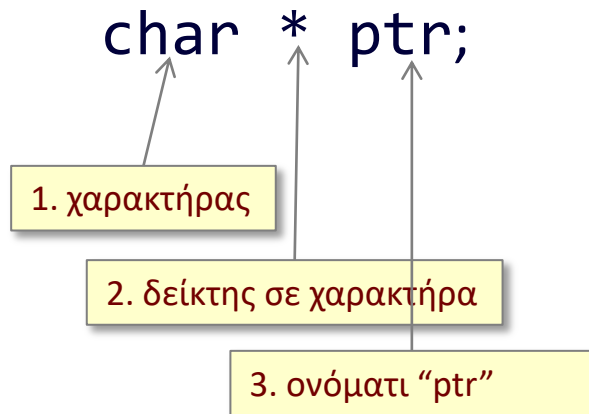 char * ptr;
1. χαρακτήρας
2. δείκτης σε χαρακτήρα
3. ονόματι “ptr”